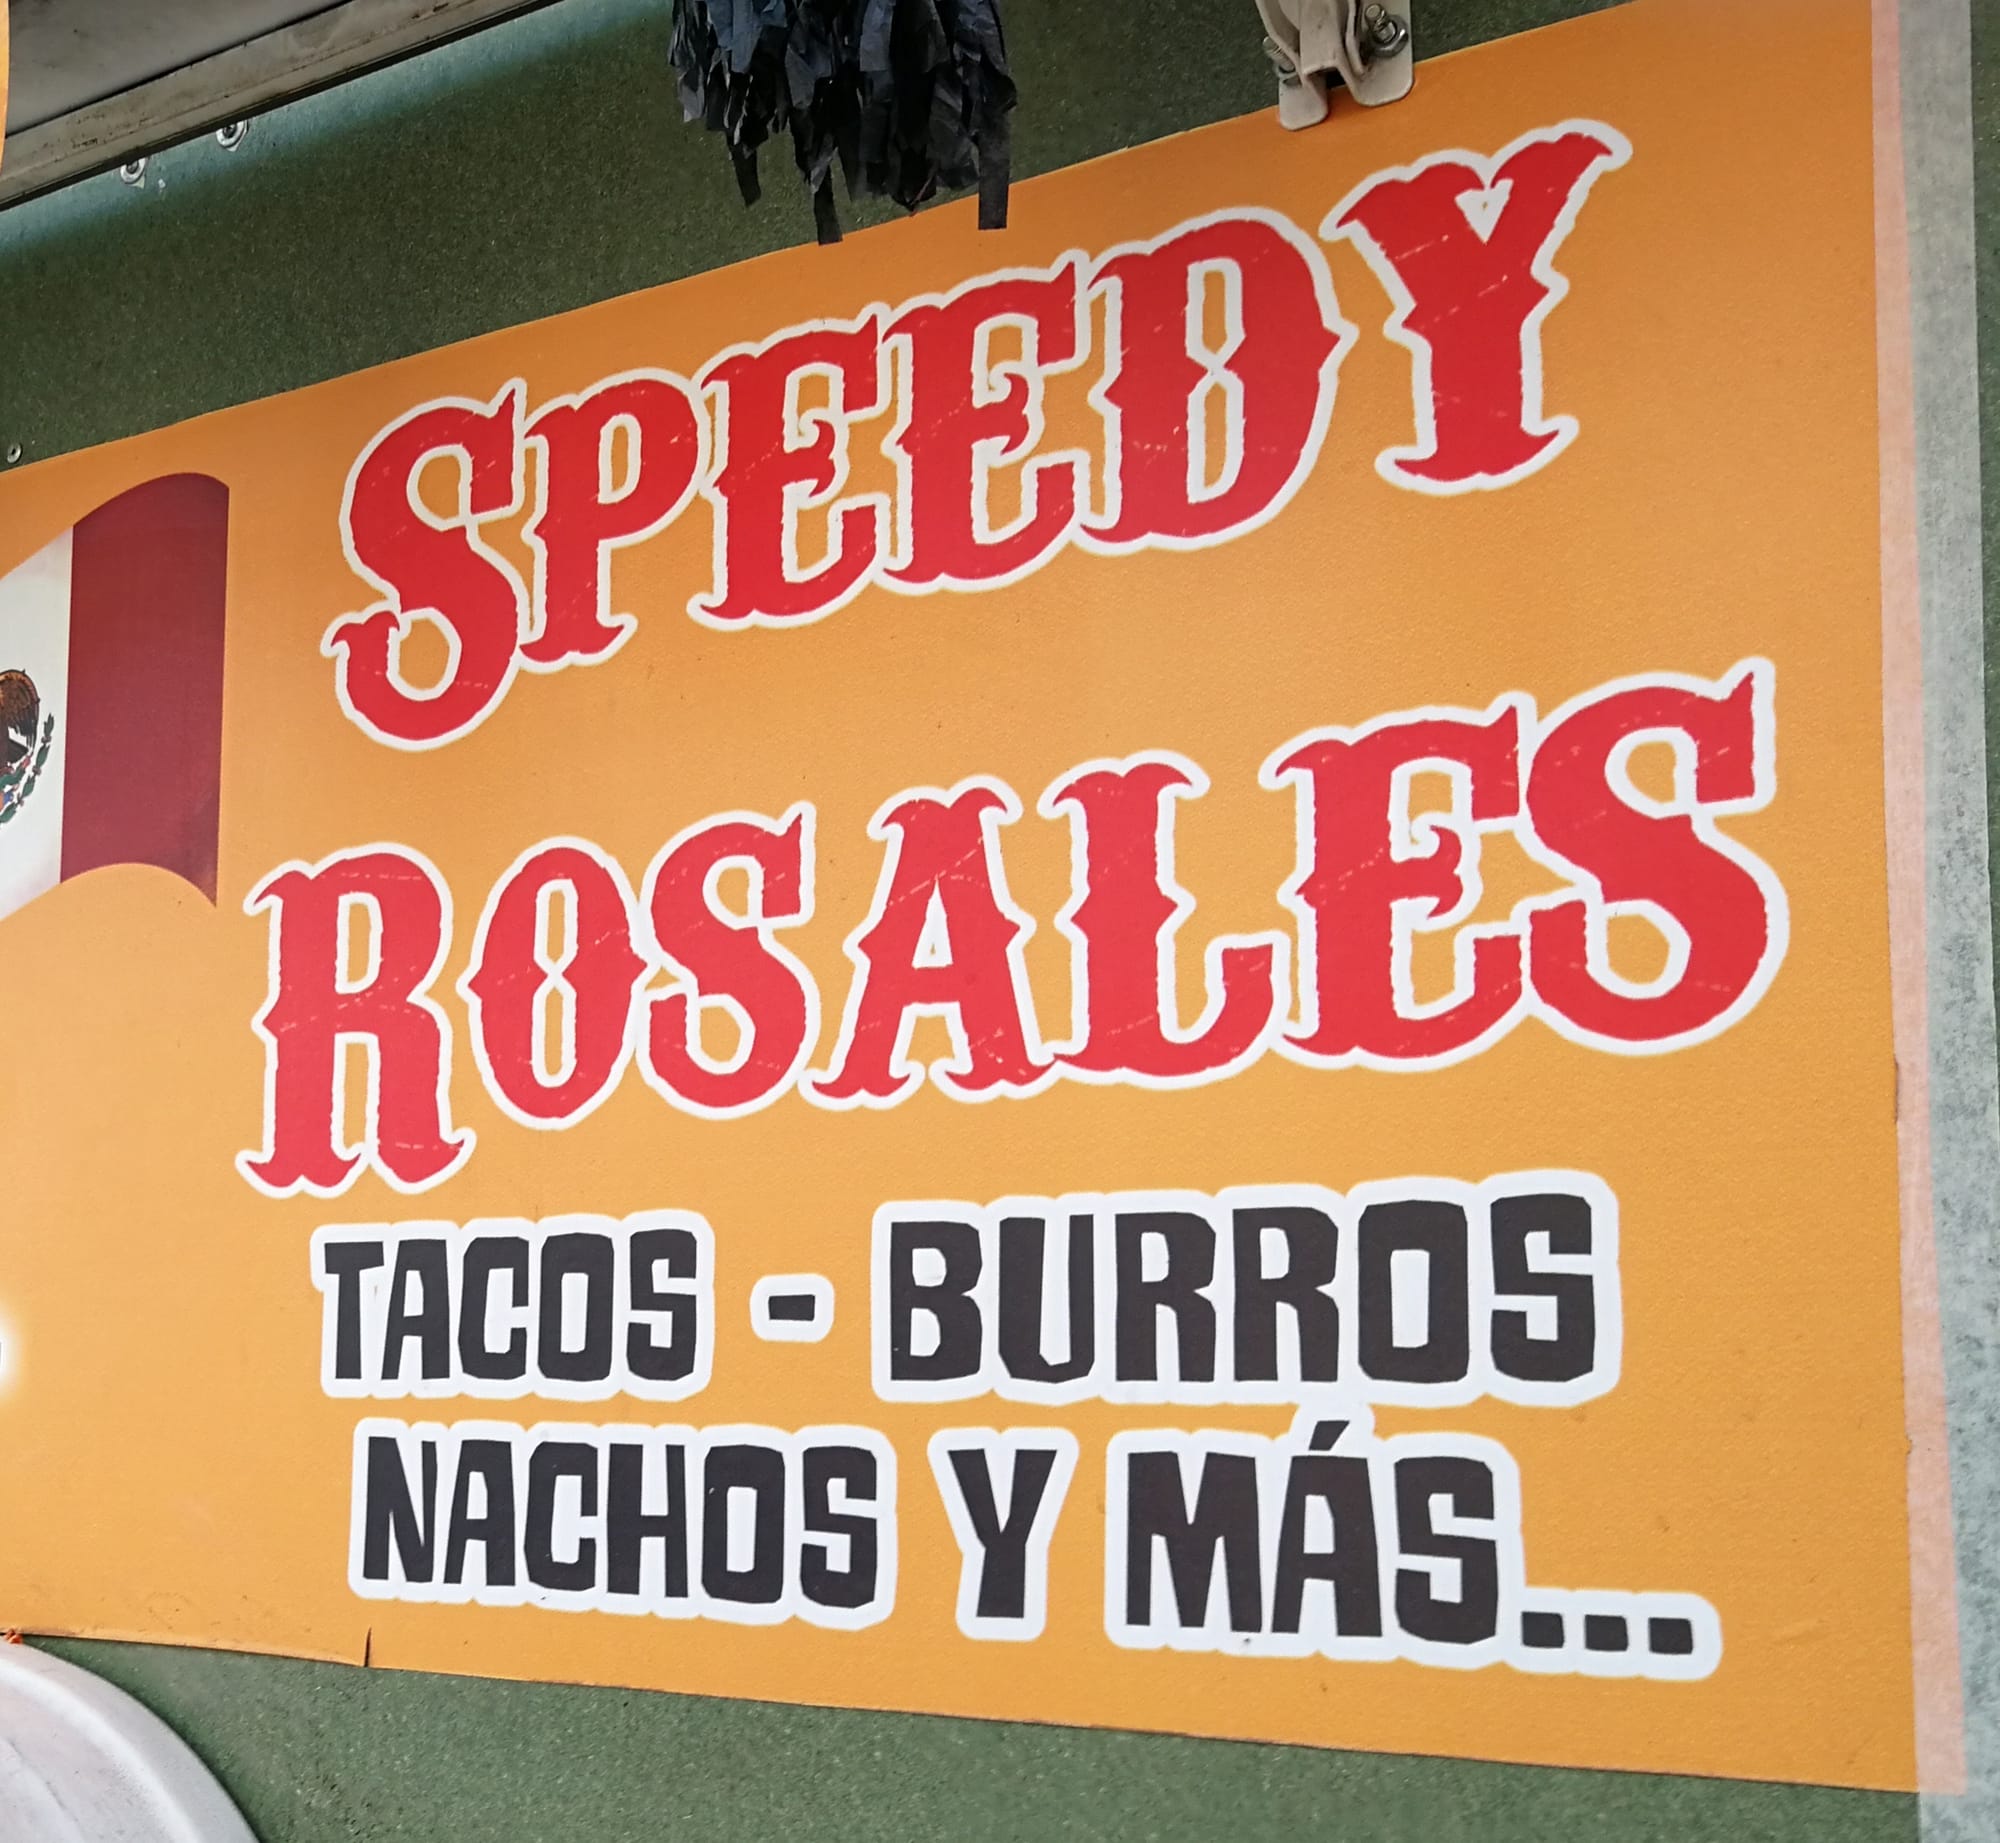 SPEEDY
ROSALES
TACOS - BURROS
NACHOS Y MÁS...